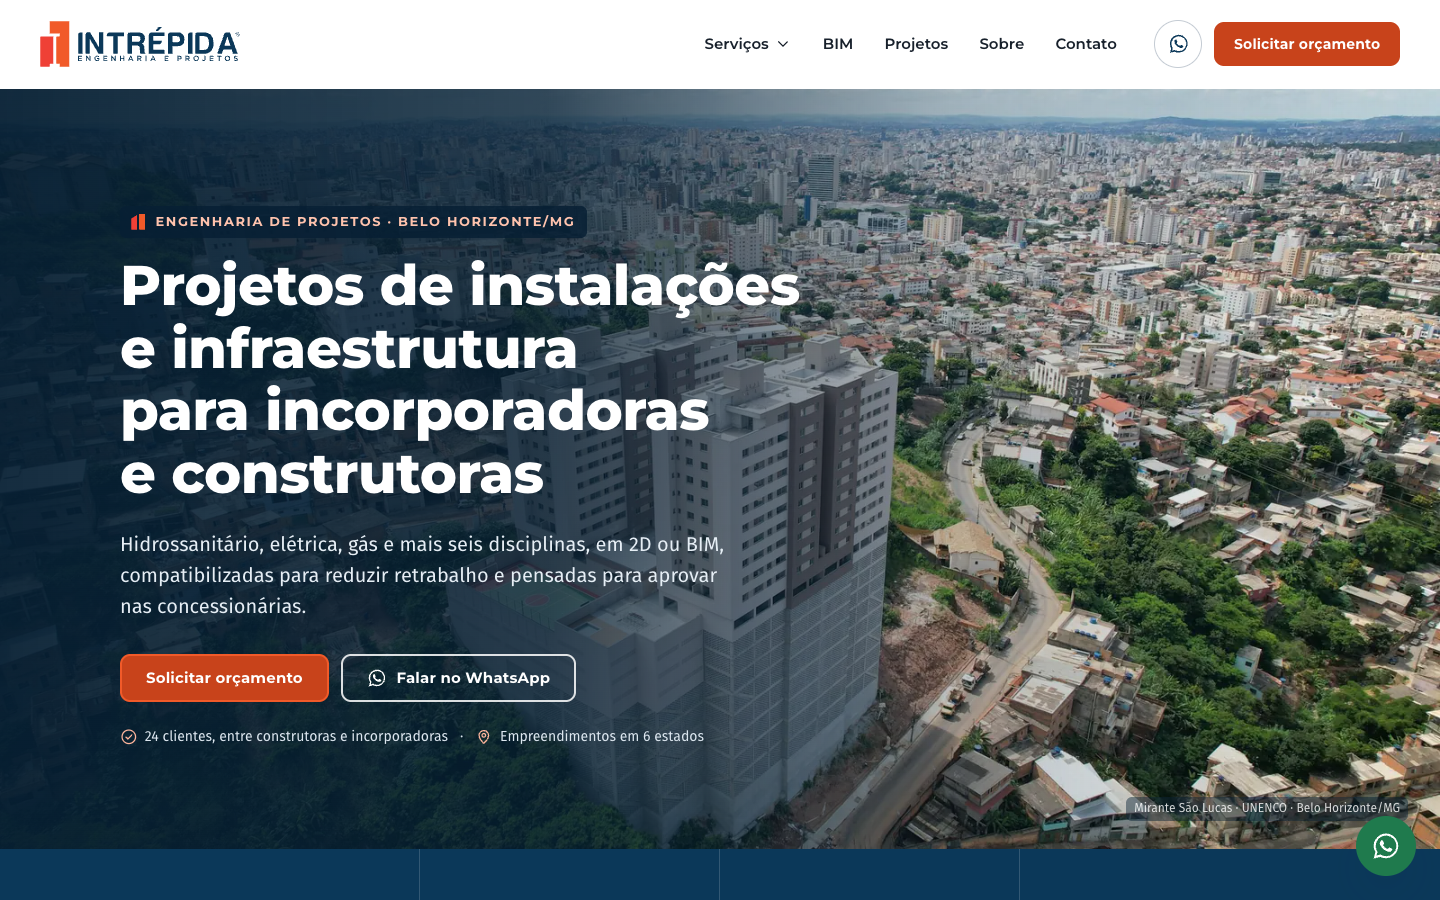 INTRÉPIDA
ENGENHARIA E PROJETOS
Serviços
BIM
Projetos
Sobre
Contato
Solicitar orçamento
ENGENHARIA DE PROJETOS · BELO HORIZONTE/MG
Projetos de instalações
e infraestrutura
para incorporadoras
e construtoras
Hidrossanitário, elétrica, gás e mais seis disciplinas, em 2D ou BIM,
compatibilizadas para reduzir retrabalho e pensadas para aprovar
nas concessionárias.
Solicitar orçamento
Falar no WhatsApp
24 clientes, entre construtoras e incorporadoras · Empreendimentos em 6 estados
Mirante São Lucas · UNENCO · Belo Horizonte/MG